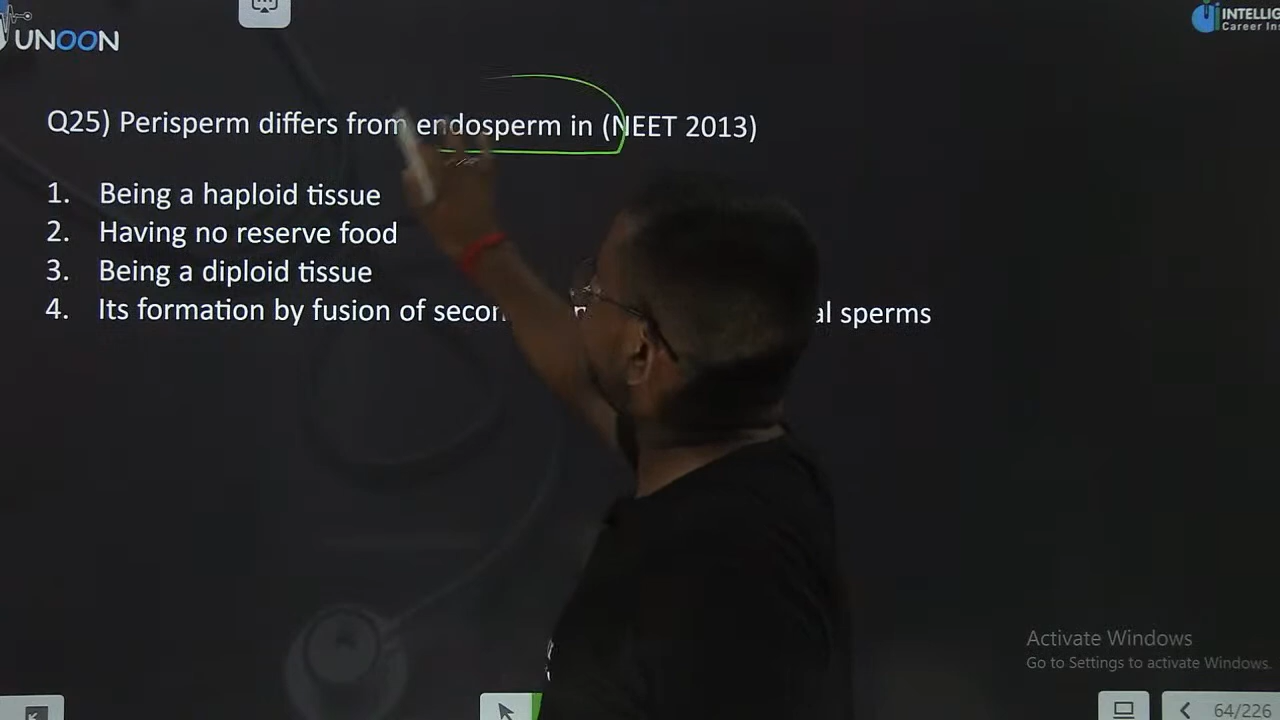 UNOON
INTELLIG
Career Ins
Q25) Perisperm differs from endosperm in (NEET 2013)
1. Being a haploid tissue
2. Having no reserve food
3. Being a diploid tissue
4. Its formation by fusion of secon al sperms
Activate Windows
Go to Settings to activate Windows.
64/226